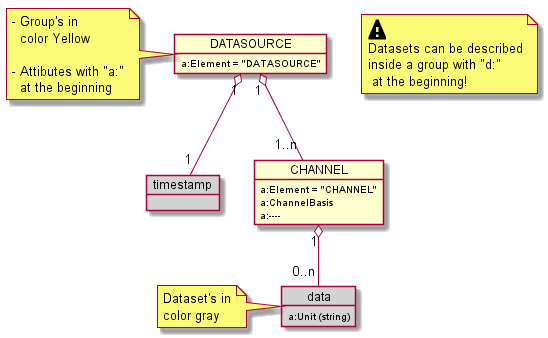 - Group's in
color Yellow
- Attibutes with "a:"
at the beginning
DATASOURCE
a:Element = "DATASOURCE"
Datasets can be described
inside a group with "d:"
at the beginning!
1
1
1
1..n
timestamp
CHANNEL
a:Element = "CHANNEL"
a:ChannelBasis
a:----
1
0..n
Dataset's in
color gray
data
a:Unit (string)